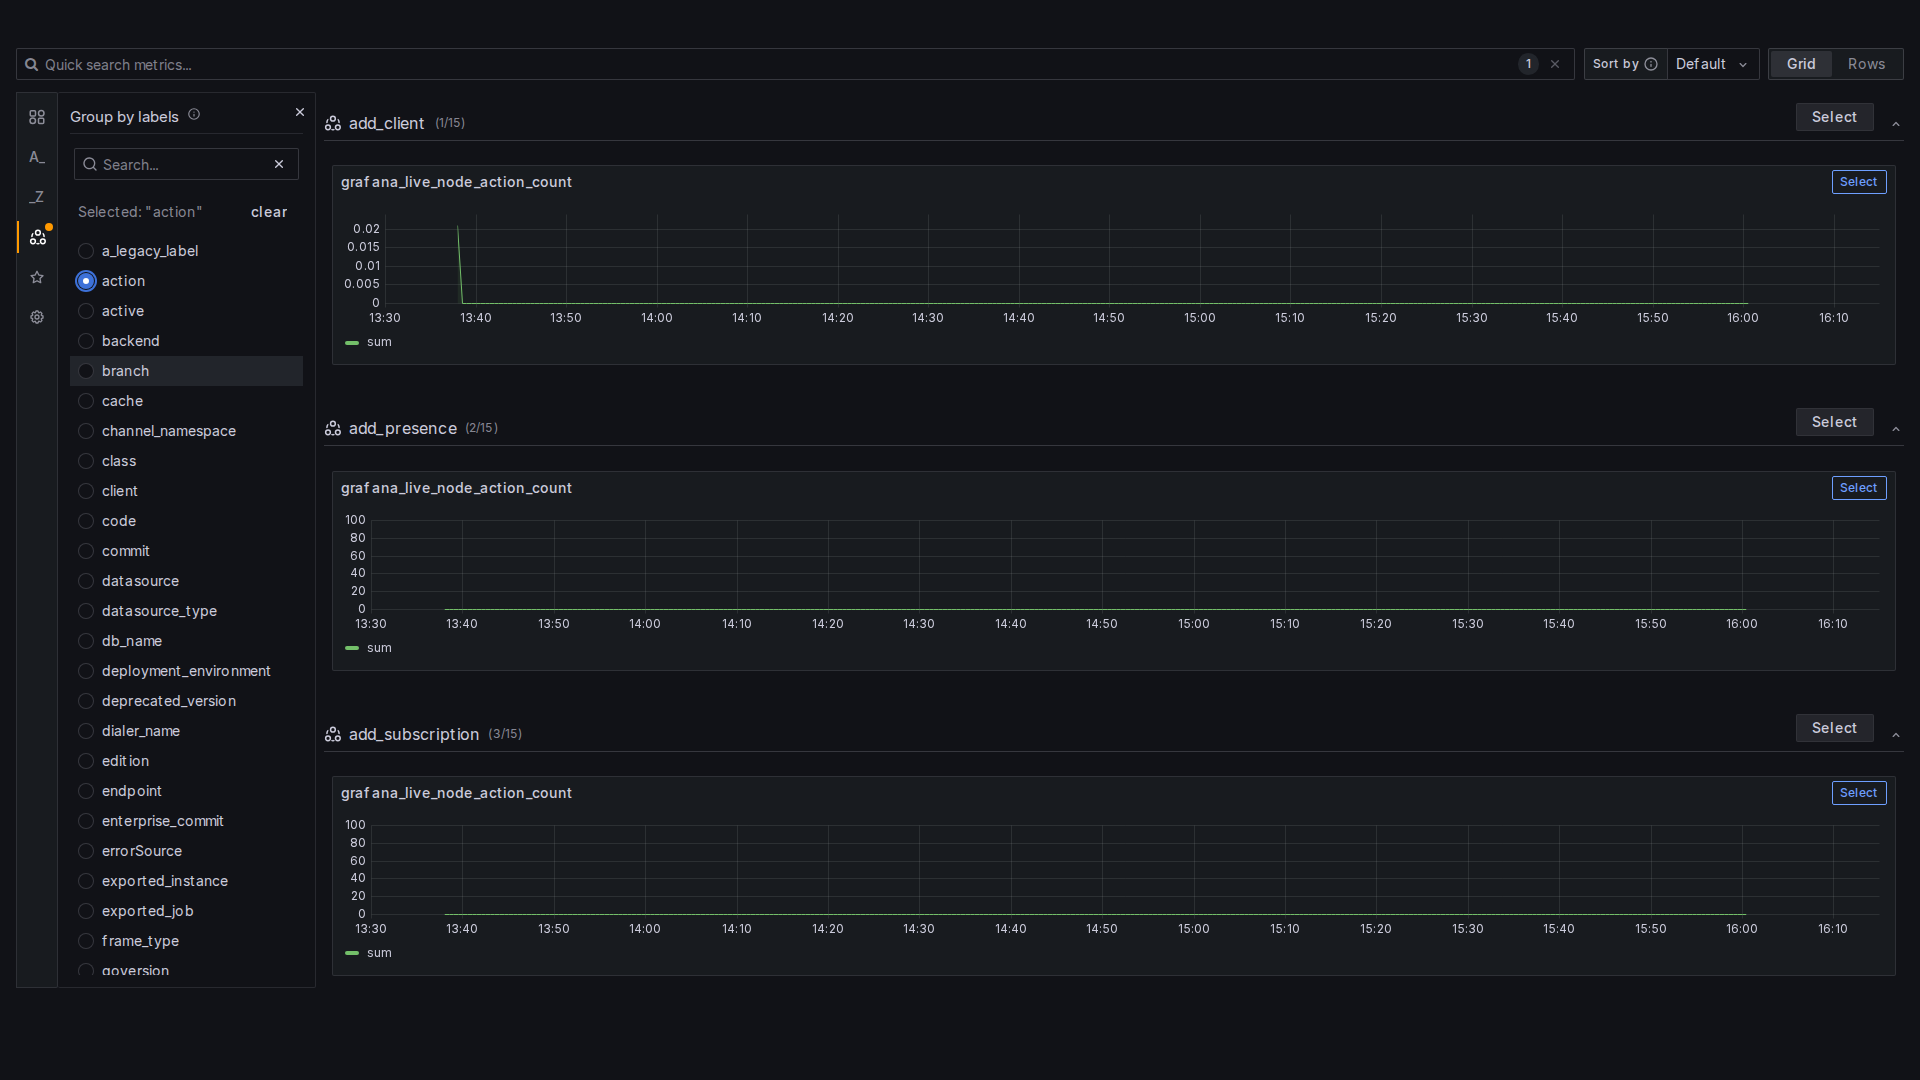 Quick search metrics...
1
Sort by
Default
Grid
Rows
A_
_Z
Group by labels
Search...
Selected: "action"
clear
a_legacy_label
action
active
backend
branch
cache
channel_namespace
class
client
code
commit
datasource
datasource_type
db_name
deployment_environment
deprecated_version
dialer_name
edition
endpoint
enterprise_commit
errorSource
exported_instance
exported_job
frame_type
goversion
add_client (1/15)
Select
grafana_live_node_action_count
Select
0.02
0.015
0.01
0.005
0
13:30 13:40 13:50 14:00 14:10 14:20 14:30 14:40 14:50 15:00 15:10 15:20 15:30 15:40 15:50 16:00 16:10
sum
add_presence (2/15)
Select
grafana_live_node_action_count
Select
100
80
60
40
20
0
13:30 13:40 13:50 14:00 14:10 14:20 14:30 14:40 14:50 15:00 15:10 15:20 15:30 15:40 15:50 16:00 16:10
sum
add_subscription (3/15)
Select
grafana_live_node_action_count
Select
100
80
60
40
20
0
13:30 13:40 13:50 14:00 14:10 14:20 14:30 14:40 14:50 15:00 15:10 15:20 15:30 15:40 15:50 16:00 16:10
sum